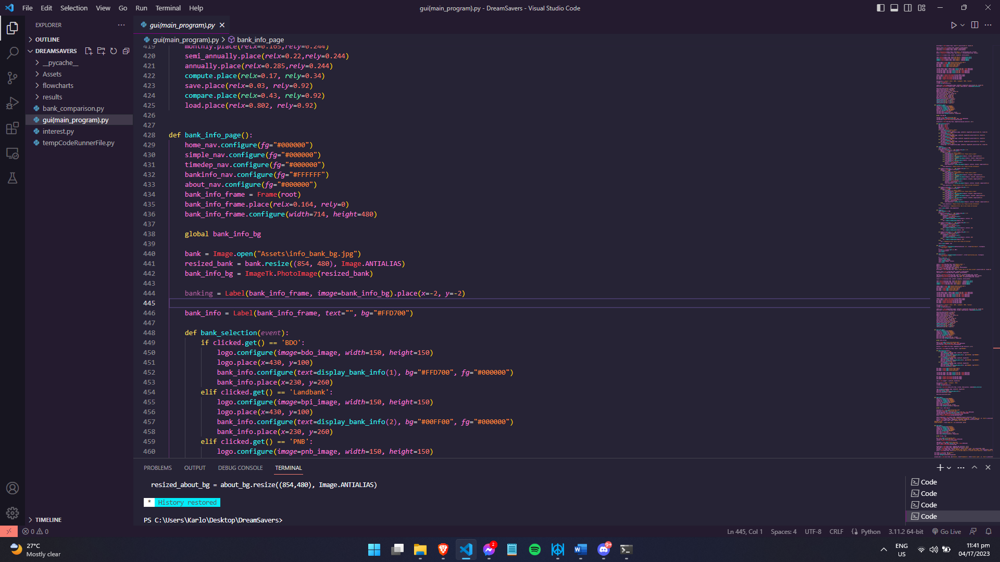 File Edit Selection View Go Run Terminal Help
gui(main_program).py - DreamSavers - Visual Studio Code
EXPLORER
OUTLINE
DREAMSAVERS
__pycache__
Assets
flowcharts
results
bank_comparison.py
gui(main_program).py
interest.py
tempCodeRunnerFile.py
TIMELINE
gui(main_program).py
gui(main_program).py > bank_info_page
419 monthly.place(relx=0.165,rely=0.244)
420 semi_annually.place(relx=0.22,rely=0.244)
421 annually.place(relx=0.285,rely=0.244)
422 compute.place(relx=0.17, rely=0.34)
423 save.place(relx=0.03, rely=0.92)
424 compare.place(relx=0.43, rely=0.92)
425 load.place(relx=0.802, rely=0.92)
426
427
428 def bank_info_page():
429 home_nav.configure(fg="#000000")
430 simple_nav.configure(fg="#000000")
431 timedep_nav.configure(fg="#000000")
432 bankinfo_nav.configure(fg="#FFFFFF")
433 about_nav.configure(fg="#000000")
434 bank_info_frame = Frame(root)
435 bank_info_frame.place(relx=0.164, rely=0)
436 bank_info_frame.configure(width=714, height=480)
437
438 global bank_info_bg
439
440 bank = Image.open("Assets\info_bank_bg.jpg")
441 resized_bank = bank.resize((854, 480), Image.ANTIALIAS)
442 bank_info_bg = ImageTk.PhotoImage(resized_bank)
443
444 banking = Label(bank_info_frame, image=bank_info_bg).place(x=-2, y=-2)
445
446 bank_info = Label(bank_info_frame, text="", bg="#FFD700")
447
448 def bank_selection(event):
449 if clicked.get() == 'BDO':
450 logo.configure(image=bdo_image, width=150, height=150)
451 logo.place(x=430, y=100)
452 bank_info.configure(text=display_bank_info(1), bg="#FFD700", fg="#000000")
453 bank_info.place(x=230, y=260)
454 elif clicked.get() == 'Landbank':
455 logo.configure(image=bpi_image, width=150, height=150)
456 logo.place(x=430, y=100)
457 bank_info.configure(text=display_bank_info(2), bg="#00FF00", fg="#000000")
458 bank_info.place(x=230, y=260)
459 elif clicked.get() == 'PNB':
460 logo.configure(image=pnb_image, width=150, height=150)
PROBLEMS OUTPUT DEBUG CONSOLE TERMINAL
resized_about_bg = about_bg.resize((854,480), Image.ANTIALIAS)
* History restored
PS C:\Users\Karlo\Desktop\DreamSavers>
Code
Code
Code
Code
0 0
Ln 445, Col 1 Spaces: 4 UTF-8 CRLF Python 3.11.2 64-bit Go Live
27°C
Mostly clear
2
9+
ENG
US
11:41 pm
04/17/2023